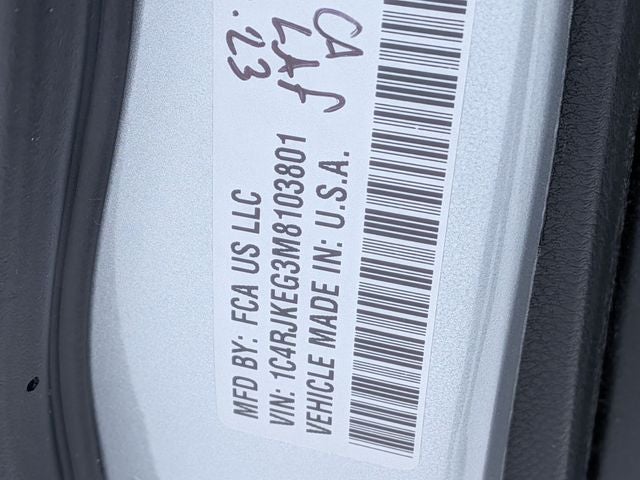 MFD BY: FCA US LLC
VIN: 1C4RJKEG3M8103801
VEHICLE MADE IN: U.S.A.
.23
LAF
CA